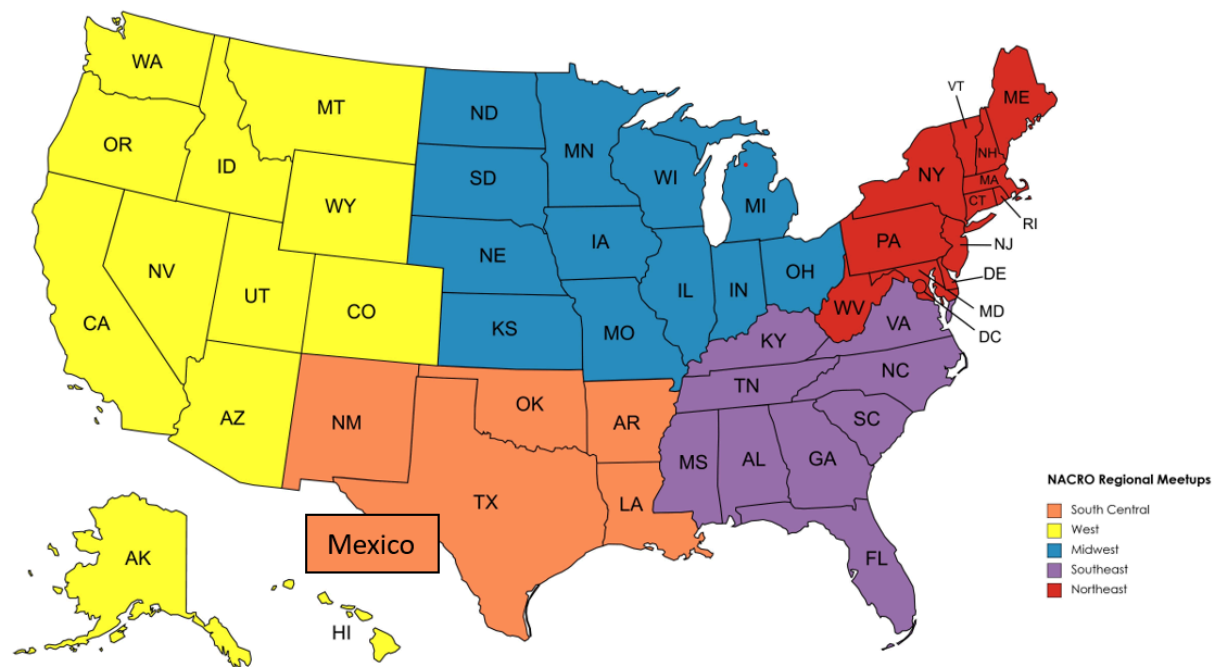 WA
MT
ND
MN
VT
ME
OR
ID
SD
WI
MI
NY
NH
MA
CT
RI
WY
NE
IA
PA
NJ
NV
UT
CO
IL
IN
OH
DE
CA
KS
MO
WV
MD
DC
KY
VA
AZ
NM
OK
AR
TN
NC
SC
MS
AL
GA
TX
LA
Mexico
FL
AK
HI
NACRO Regional Meetups
South Central
West
Midwest
Southeast
Northeast